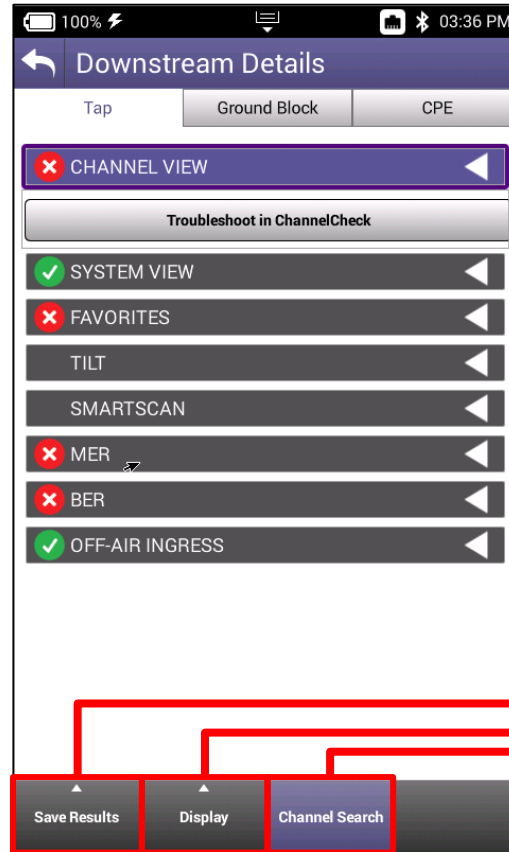 100% 03:36 PM
Downstream Details
Tap Ground Block CPE
CHANNEL VIEW
Troubleshoot in ChannelCheck
SYSTEM VIEW
FAVORITES
TILT
SMARTSCAN
MER
BER
OFF-AIR INGRESS
Save Results Display Channel Search